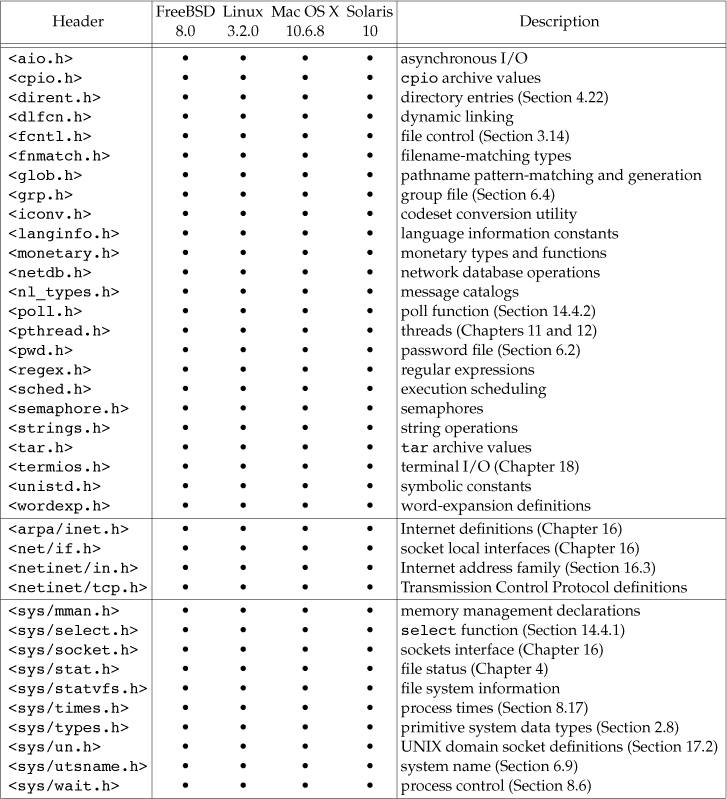 Header FreeBSD Linux Mac OS X Solaris Description
8.0 3.2.0 10.6.8 10
<aio.h> • • • • asynchronous I/O
<cpio.h> • • • • cpio archive values
<dirent.h> • • • • directory entries (Section 4.22)
<dlfcn.h> • • • • dynamic linking
<fcntl.h> • • • • file control (Section 3.14)
<fnmatch.h> • • • • filename-matching types
<glob.h> • • • • pathname pattern-matching and generation
<grp.h> • • • • group file (Section 6.4)
<iconv.h> • • • • codeset conversion utility
<langinfo.h> • • • • language information constants
<monetary.h> • • • • monetary types and functions
<netdb.h> • • • • network database operations
<nl_types.h> • • • • message catalogs
<poll.h> • • • • poll function (Section 14.4.2)
<pthread.h> • • • • threads (Chapters 11 and 12)
<pwd.h> • • • • password file (Section 6.2)
<regex.h> • • • • regular expressions
<sched.h> • • • • execution scheduling
<semaphore.h> • • • • semaphores
<strings.h> • • • • string operations
<tar.h> • • • • tar archive values
<termios.h> • • • • terminal I/O (Chapter 18)
<unistd.h> • • • • symbolic constants
<wordexp.h> • • • • word-expansion definitions
<arpa/inet.h> • • • • Internet definitions (Chapter 16)
<net/if.h> • • • • socket local interfaces (Chapter 16)
<netinet/in.h> • • • • Internet address family (Section 16.3)
<netinet/tcp.h> • • • • Transmission Control Protocol definitions
<sys/mman.h> • • • • memory management declarations
<sys/select.h> • • • • select function (Section 14.4.1)
<sys/socket.h> • • • • sockets interface (Chapter 16)
<sys/stat.h> • • • • file status (Chapter 4)
<sys/statvfs.h> • • • • file system information
<sys/times.h> • • • • process times (Section 8.17)
<sys/types.h> • • • • primitive system data types (Section 2.8)
<sys/un.h> • • • • UNIX domain socket definitions (Section 17.2)
<sys/utsname.h> • • • • system name (Section 6.9)
<sys/wait.h> • • • • process control (Section 8.6)